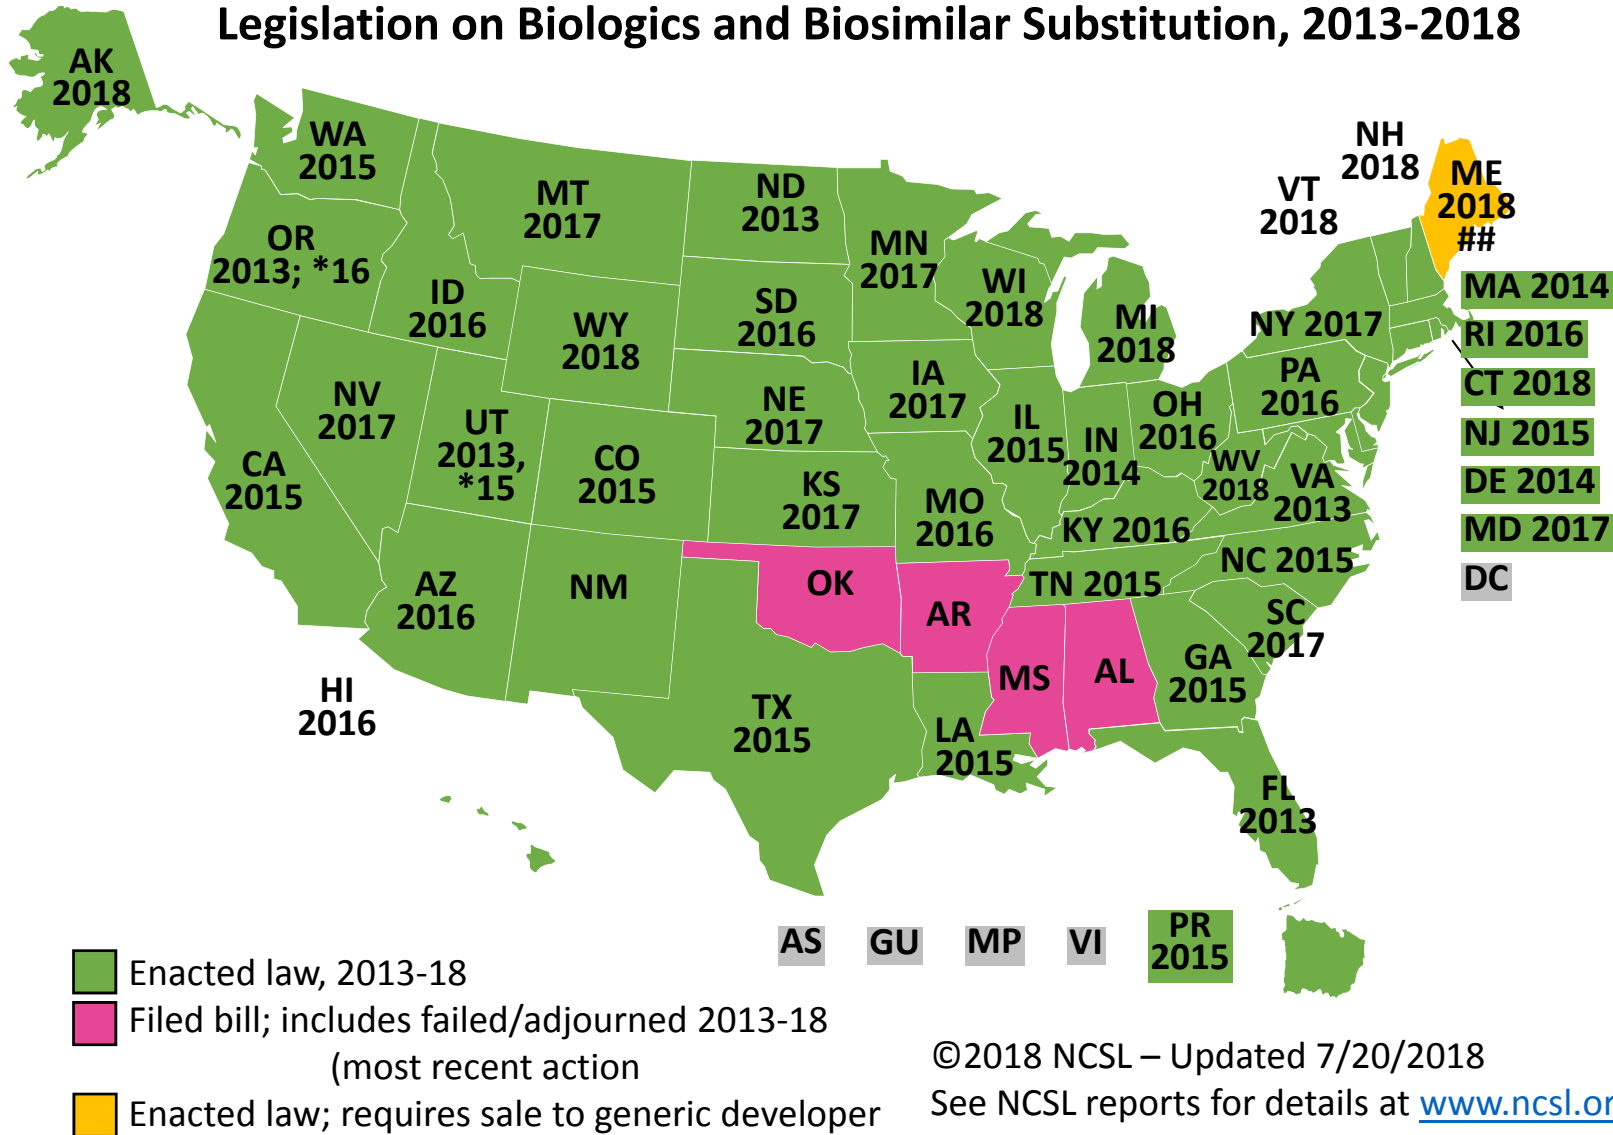 Legislation on Biologics and Biosimilar Substitution, 2013-2018
AK
2018
WA
2015
OR
2013; *16
ID
2016
MT
2017
ND
2013
MN
2017
WI
2018
MI
2018
VT
2018
NH
2018
ME
2018
##
MA 2014
RI 2016
CT 2018
NJ 2015
DE 2014
MD 2017
DC
SD
2016
WY
2018
NV
2017
UT
2013,
*15
CA
2015
CO
2015
NE
2017
IA
2017
IL
2015
IN
2014
OH
2016
NY 2017
PA
2016
WV
2018
VA
2013
KS
2017
MO
2016
KY 2016
NC 2015
TN 2015
SC
2017
AZ
2016
NM
OK
AR
MS
AL
GA
2015
TX
2015
LA
2015
FL
2013
HI
2016
AS
GU
MP
VI
PR
2015
Enacted law, 2013-18
Filed bill; includes failed/adjourned 2013-18
(most recent action
Enacted law; requires sale to generic developer
©2018 NCSL – Updated 7/20/2018
See NCSL reports for details at www.ncsl.or